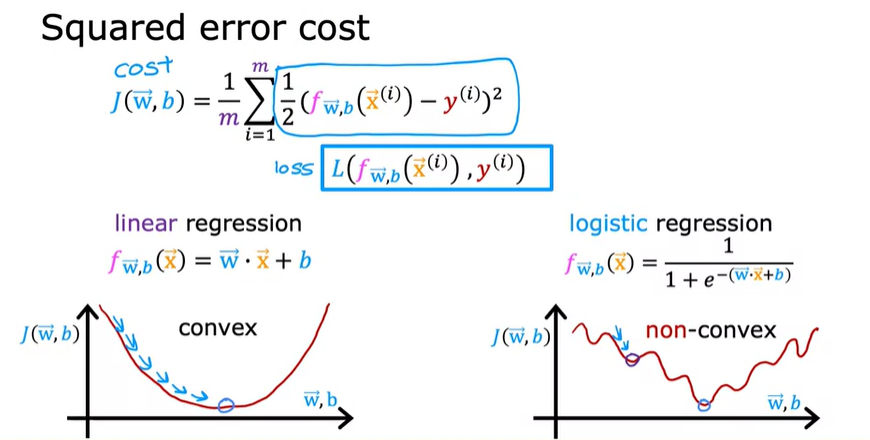 Squared error cost
cost
J(w⃗, b) = 1/m ∑_{i=1}^{m} 1/2 (f_{w⃗,b}(x⃗^{(i)}) − y^{(i)})²
loss L(f_{w⃗,b}(x⃗^{(i)}), y^{(i)})
linear regression
f_{w⃗,b}(x⃗) = w⃗ · x⃗ + b
J(w⃗, b)
convex
w⃗, b
logistic regression
f_{w⃗,b}(x⃗) = 1/(1 + e^{−(w⃗·x⃗+b)})
J(w⃗, b)
non-convex
w⃗, b